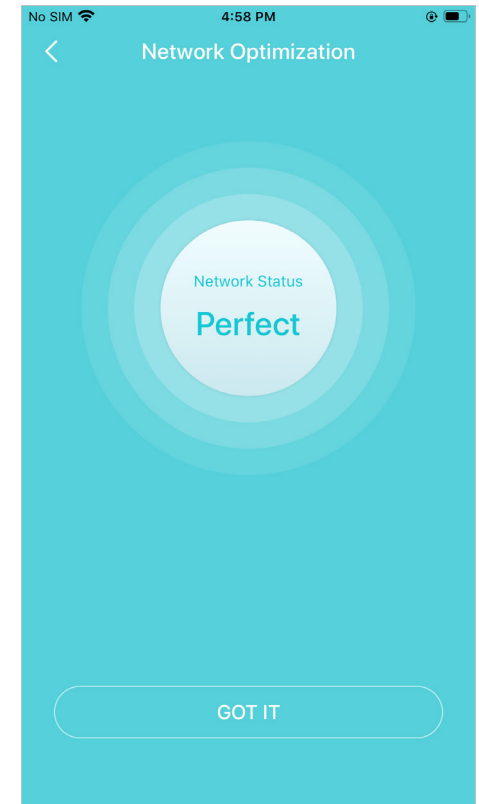 No SIM 4:58 PM
Network Optimization
Network Status
Perfect
GOT IT